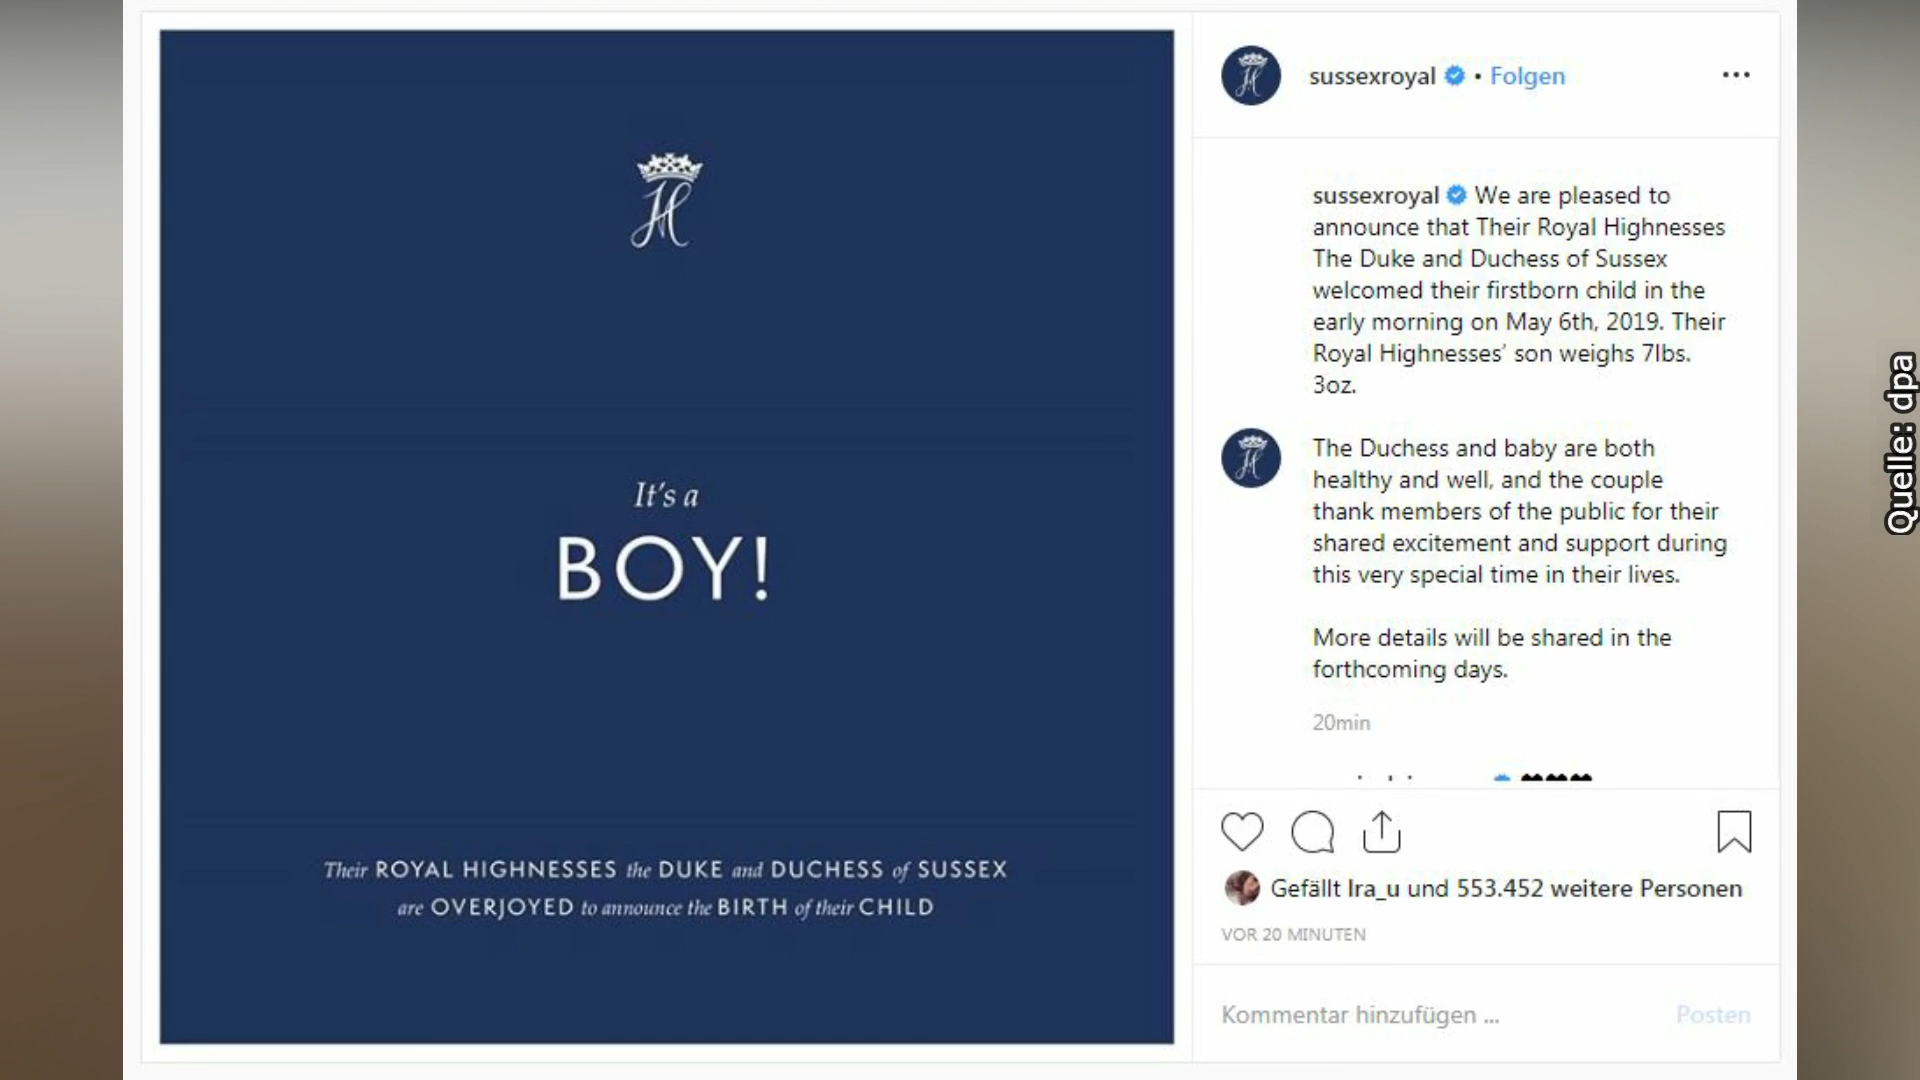 It's a
BOY!
Their ROYAL HIGHNESSES the DUKE and DUCHESS of SUSSEX
are OVERJOYED to announce the BIRTH of their CHILD
sussexroyal • Folgen
sussexroyal We are pleased to
announce that Their Royal Highnesses
The Duke and Duchess of Sussex
welcomed their firstborn child in the
early morning on May 6th, 2019. Their
Royal Highnesses’ son weighs 7lbs.
3oz.
The Duchess and baby are both
healthy and well, and the couple
thank members of the public for their
shared excitement and support during
this very special time in their lives.
More details will be shared in the
forthcoming days.
20min
Gefällt Ira_u und 553.452 weitere Personen
VOR 20 MINUTEN
Kommentar hinzufügen ... Posten
Quelle: dpa